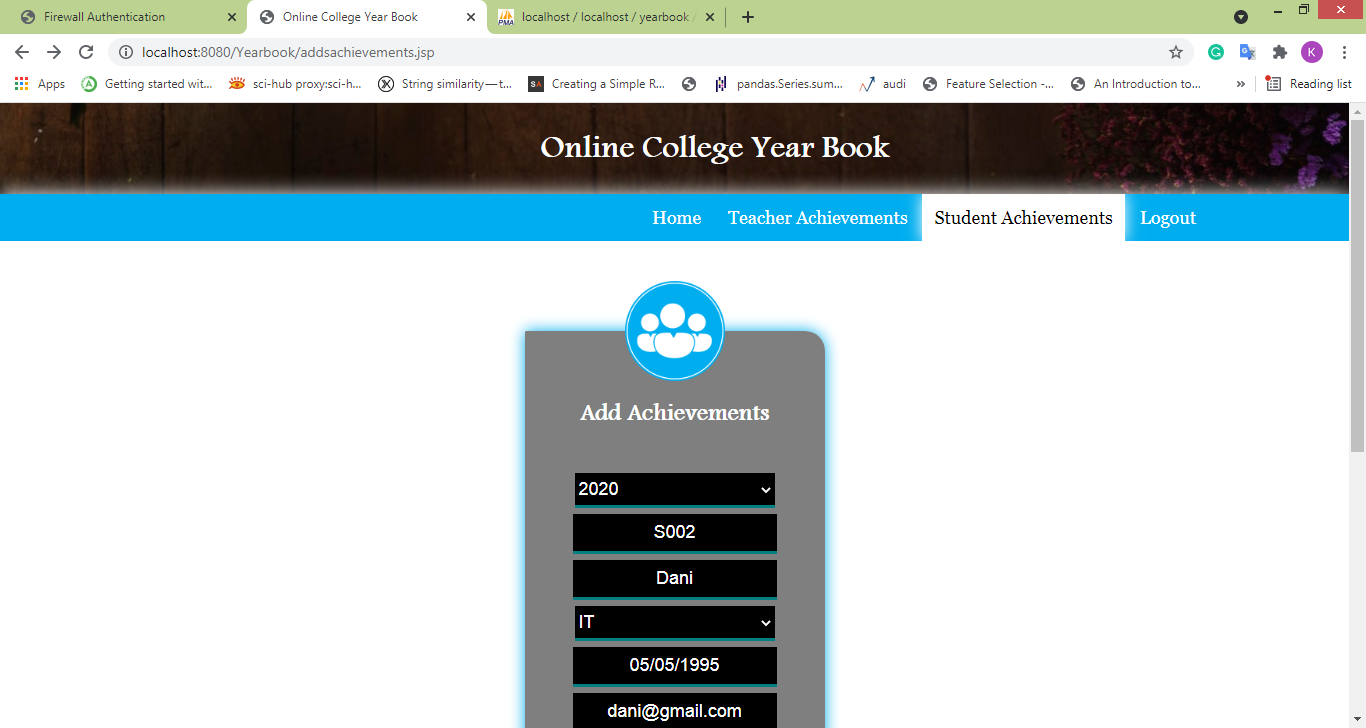 Firewall Authentication
Online College Year Book
localhost / localhost / yearbook /
PMA
localhost:8080/Yearbook/addsachievements.jsp
K
Apps
Getting started wit...
sci-hub proxy:sci-h...
String similarity — t...
SA
Creating a Simple R...
pandas.Series.sum...
audi
Feature Selection -...
An Introduction to...
»
Reading list
Online College Year Book
Home
Teacher Achievements
Student Achievements
Logout
Add Achievements
2020
S002
Dani
IT
05/05/1995
dani@gmail.com